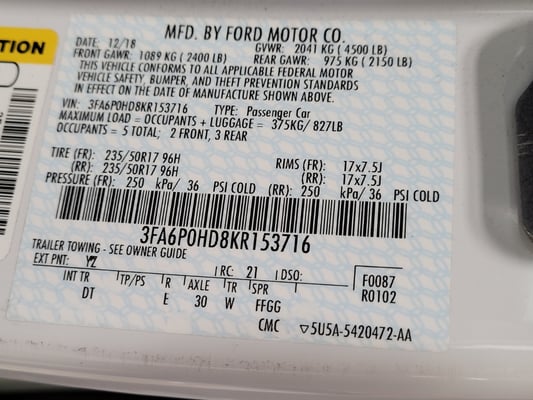 TION
MFD. BY FORD MOTOR CO.
DATE: 12/18 GVWR: 2041 KG ( 4500 LB)
FRONT GAWR: 1089 KG ( 2400 LB) REAR GAWR: 975 KG ( 2150 LB)
THIS VEHICLE CONFORMS TO ALL APPLICABLE FEDERAL MOTOR
VEHICLE SAFETY, BUMPER, AND THEFT PREVENTION STANDARDS
IN EFFECT ON THE DATE OF MANUFACTURE SHOWN ABOVE.
VIN: 3FA6P0HD8KR153716 TYPE: Passenger Car
MAXIMUM LOAD = OCCUPANTS + LUGGAGE = 375KG/ 827LB
OCCUPANTS = 5 TOTAL; 2 FRONT, 3 REAR
TIRE (FR): 235/50R17 96H RIMS (FR): 17x7.5J
(RR): 235/50R17 96H (RR): 17x7.5J
PRESSURE (FR): 250 kPa/ 36 PSI COLD (RR): 250 kPa/ 36 PSI COLD
3FA6P0HD8KR153716
TRAILER TOWING - SEE OWNER GUIDE
EXT PNT: YZ RC: 21 DSO: F0087
R0102
INT TR TP/PS R AXLE TR SPR
DT E 30 W FFGG
CMC ▽5U5A-5420472-AA